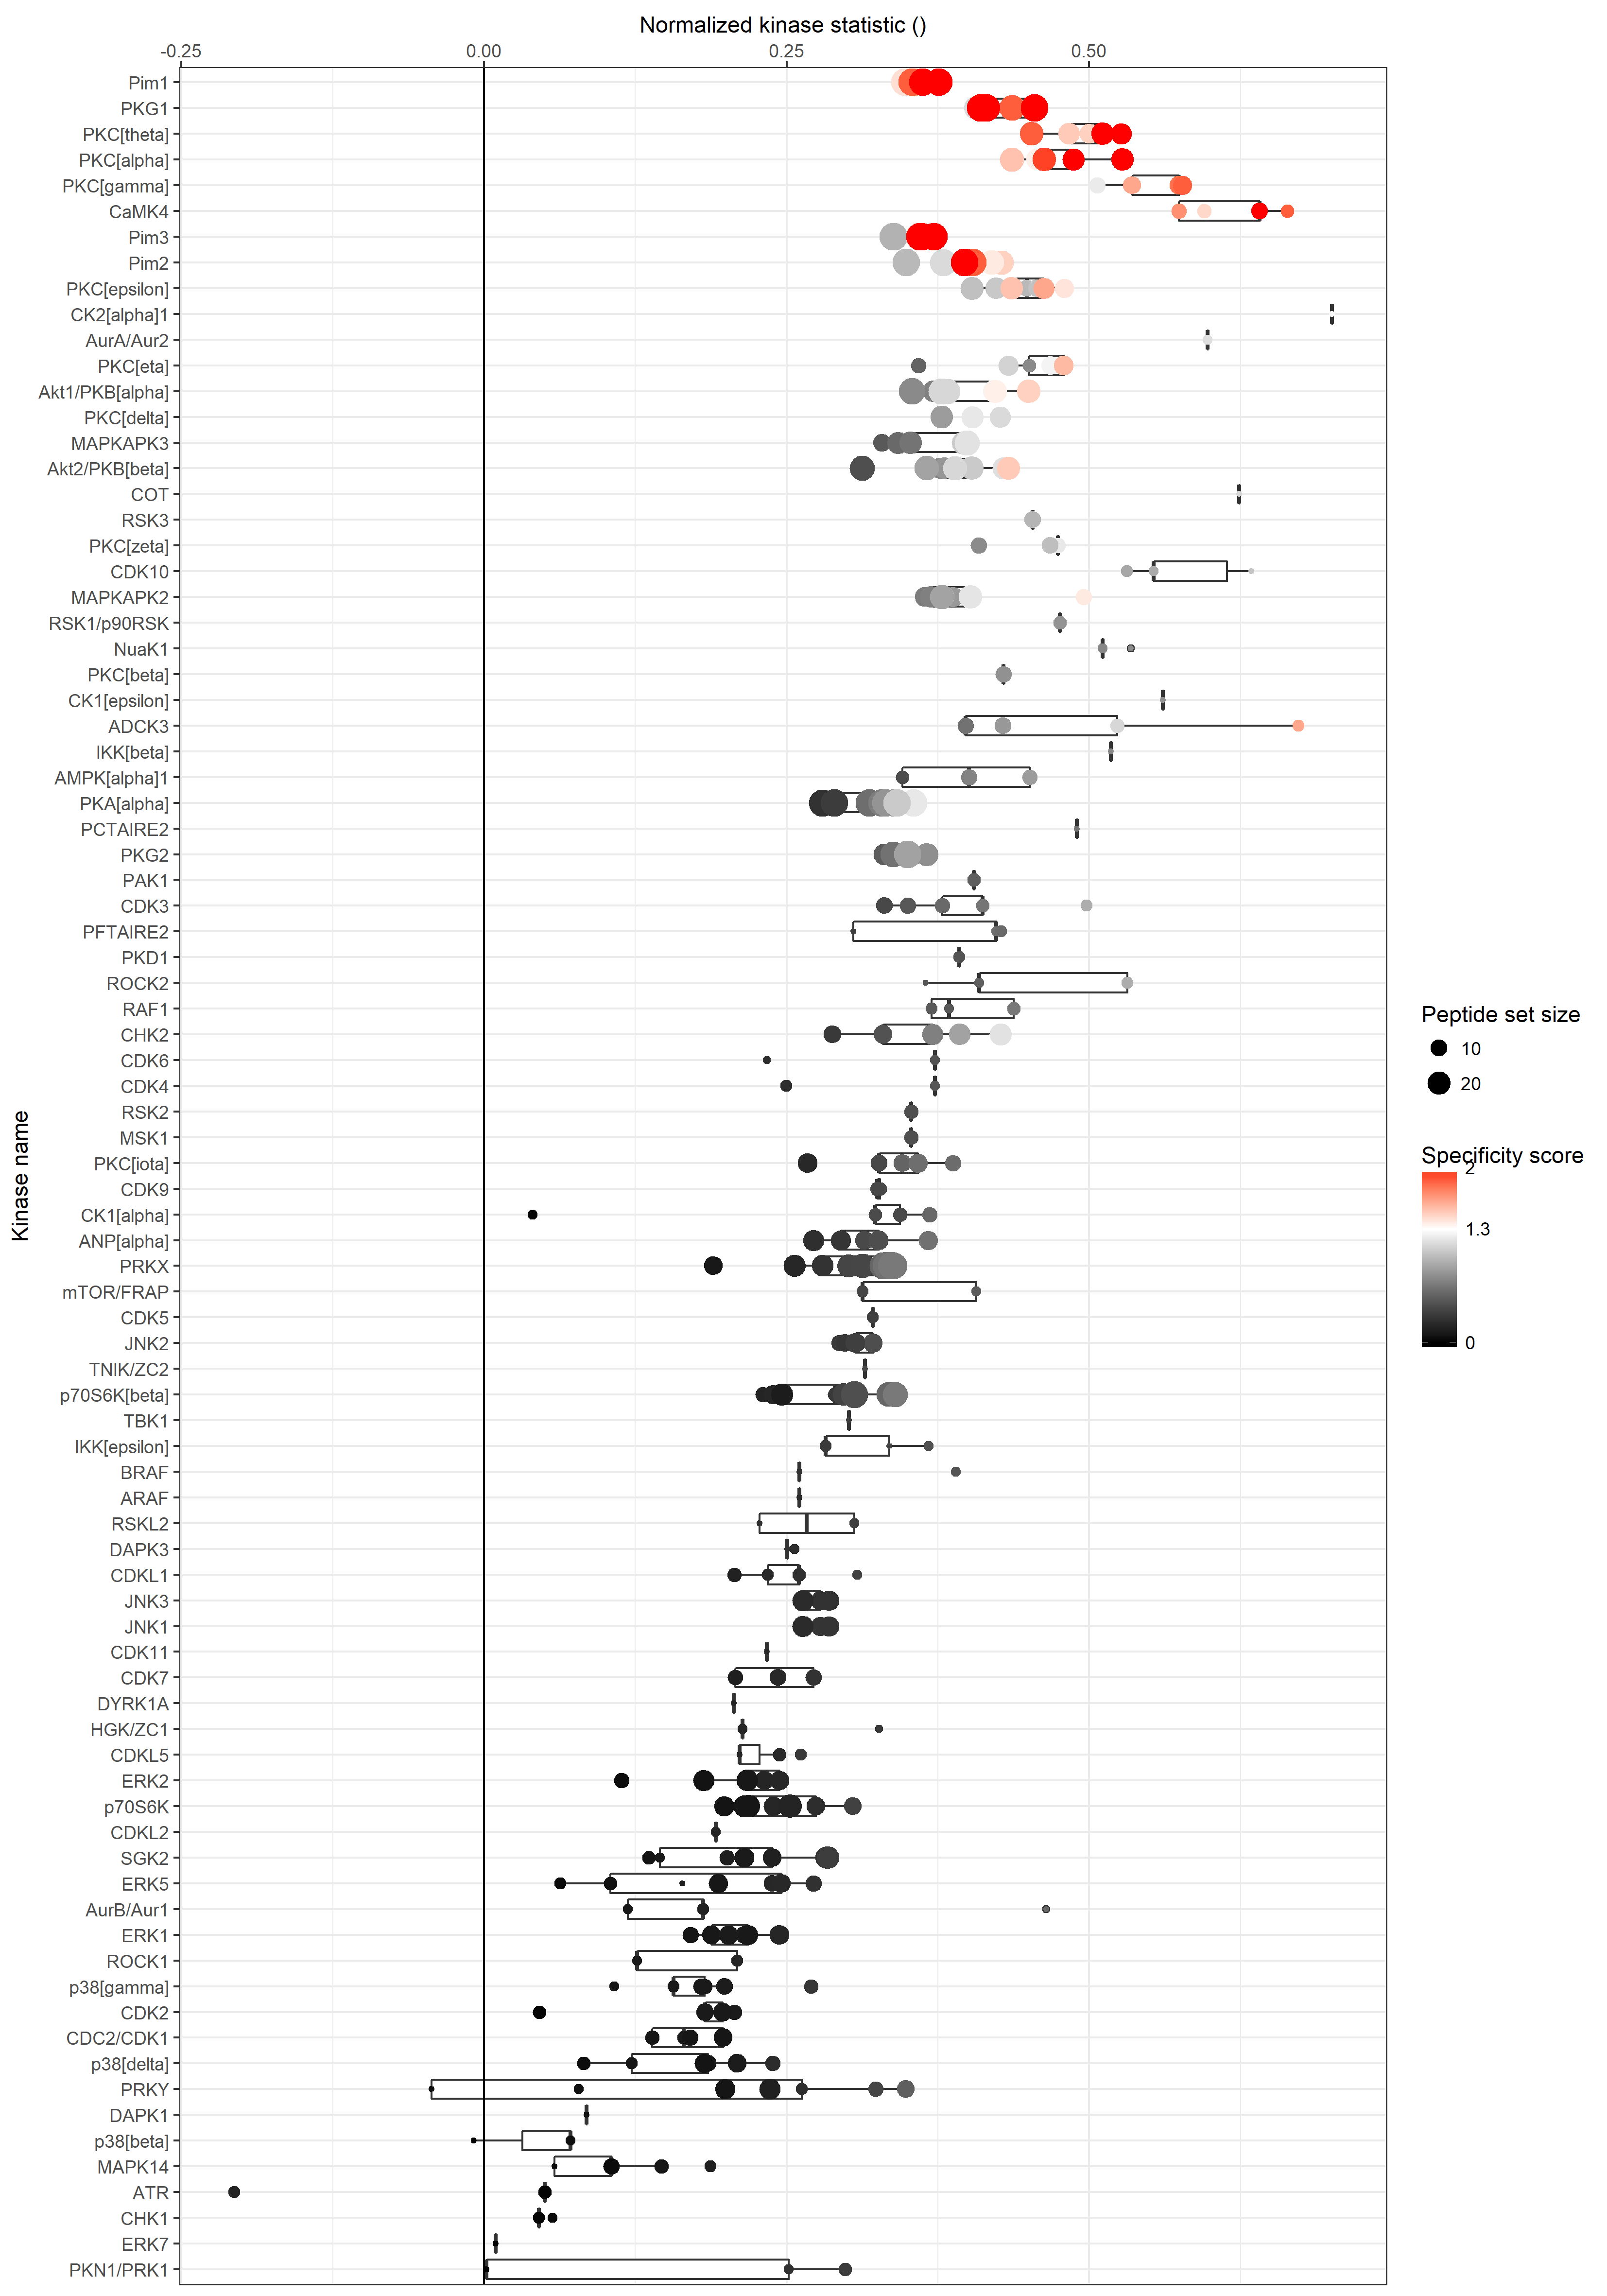 Normalized kinase statistic ()
-0.25 0.00 0.25 0.50
Pim1
PKG1
PKC[theta]
PKC[alpha]
PKC[gamma]
CaMK4
Pim3
Pim2
PKC[epsilon]
CK2[alpha]1
AurA/Aur2
PKC[eta]
Akt1/PKB[alpha]
PKC[delta]
MAPKAPK3
Akt2/PKB[beta]
COT
RSK3
PKC[zeta]
CDK10
MAPKAPK2
RSK1/p90RSK
NuaK1
PKC[beta]
CK1[epsilon]
ADCK3
IKK[beta]
AMPK[alpha]1
PKA[alpha]
PCTAIRE2
PKG2
PAK1
CDK3
PFTAIRE2
PKD1
ROCK2
RAF1
CHK2
CDK6
CDK4
RSK2
MSK1
PKC[iota]
CDK9
CK1[alpha]
ANP[alpha]
PRKX
mTOR/FRAP
CDK5
JNK2
TNIK/ZC2
p70S6K[beta]
TBK1
IKK[epsilon]
BRAF
ARAF
RSKL2
DAPK3
CDKL1
JNK3
JNK1
CDK11
CDK7
DYRK1A
HGK/ZC1
CDKL5
ERK2
p70S6K
CDKL2
SGK2
ERK5
AurB/Aur1
ERK1
ROCK1
p38[gamma]
CDK2
CDC2/CDK1
p38[delta]
PRKY
DAPK1
p38[beta]
MAPK14
ATR
CHK1
ERK7
PKN1/PRK1
Kinase name
Peptide set size
10
20
Specificity score
2
1.3
0